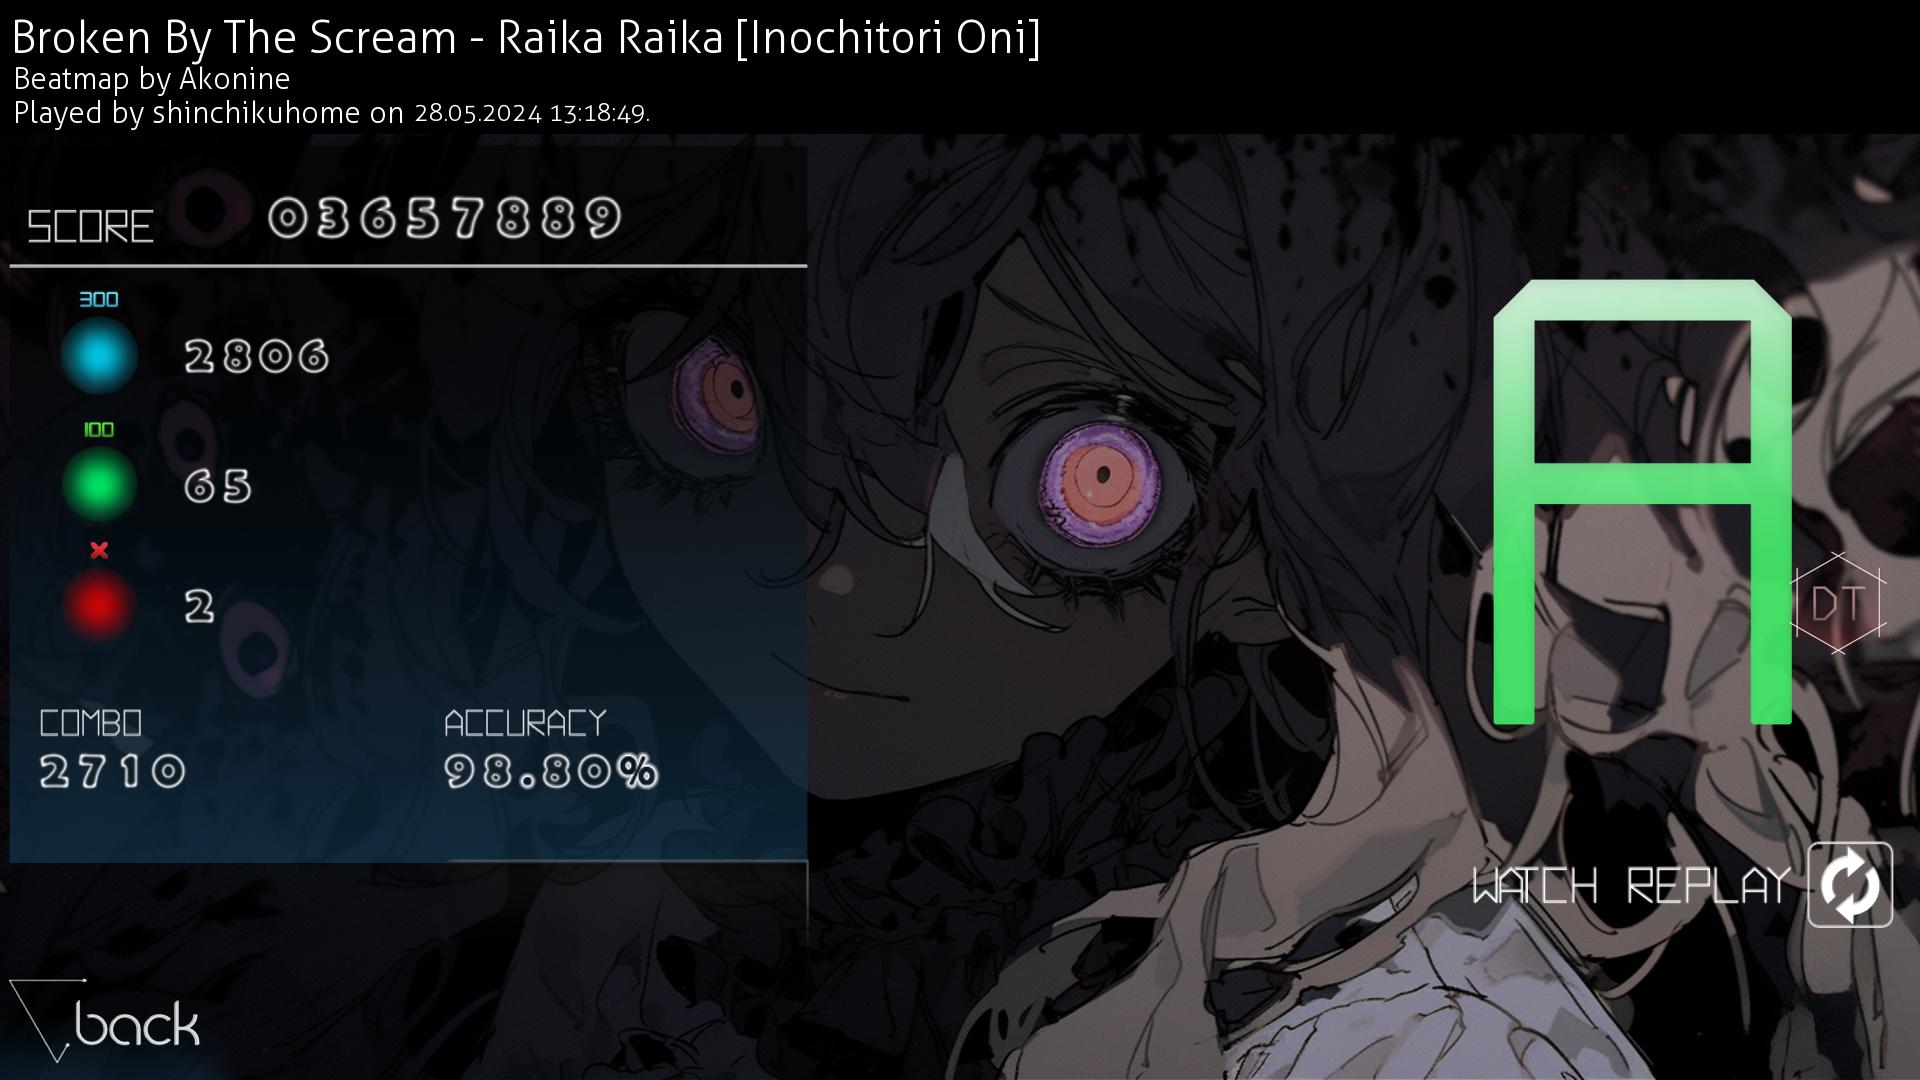 Broken By The Scream - Raika Raika [Inochitori Oni]
Beatmap by Akonine
Played by shinchikuhome on 28.05.2024 13:18:49.
SCORE 03657889
300
2806
100
65
X
2
COMBO
2710
ACCURACY
98.80%
A
DT
WATCH REPLAY
back